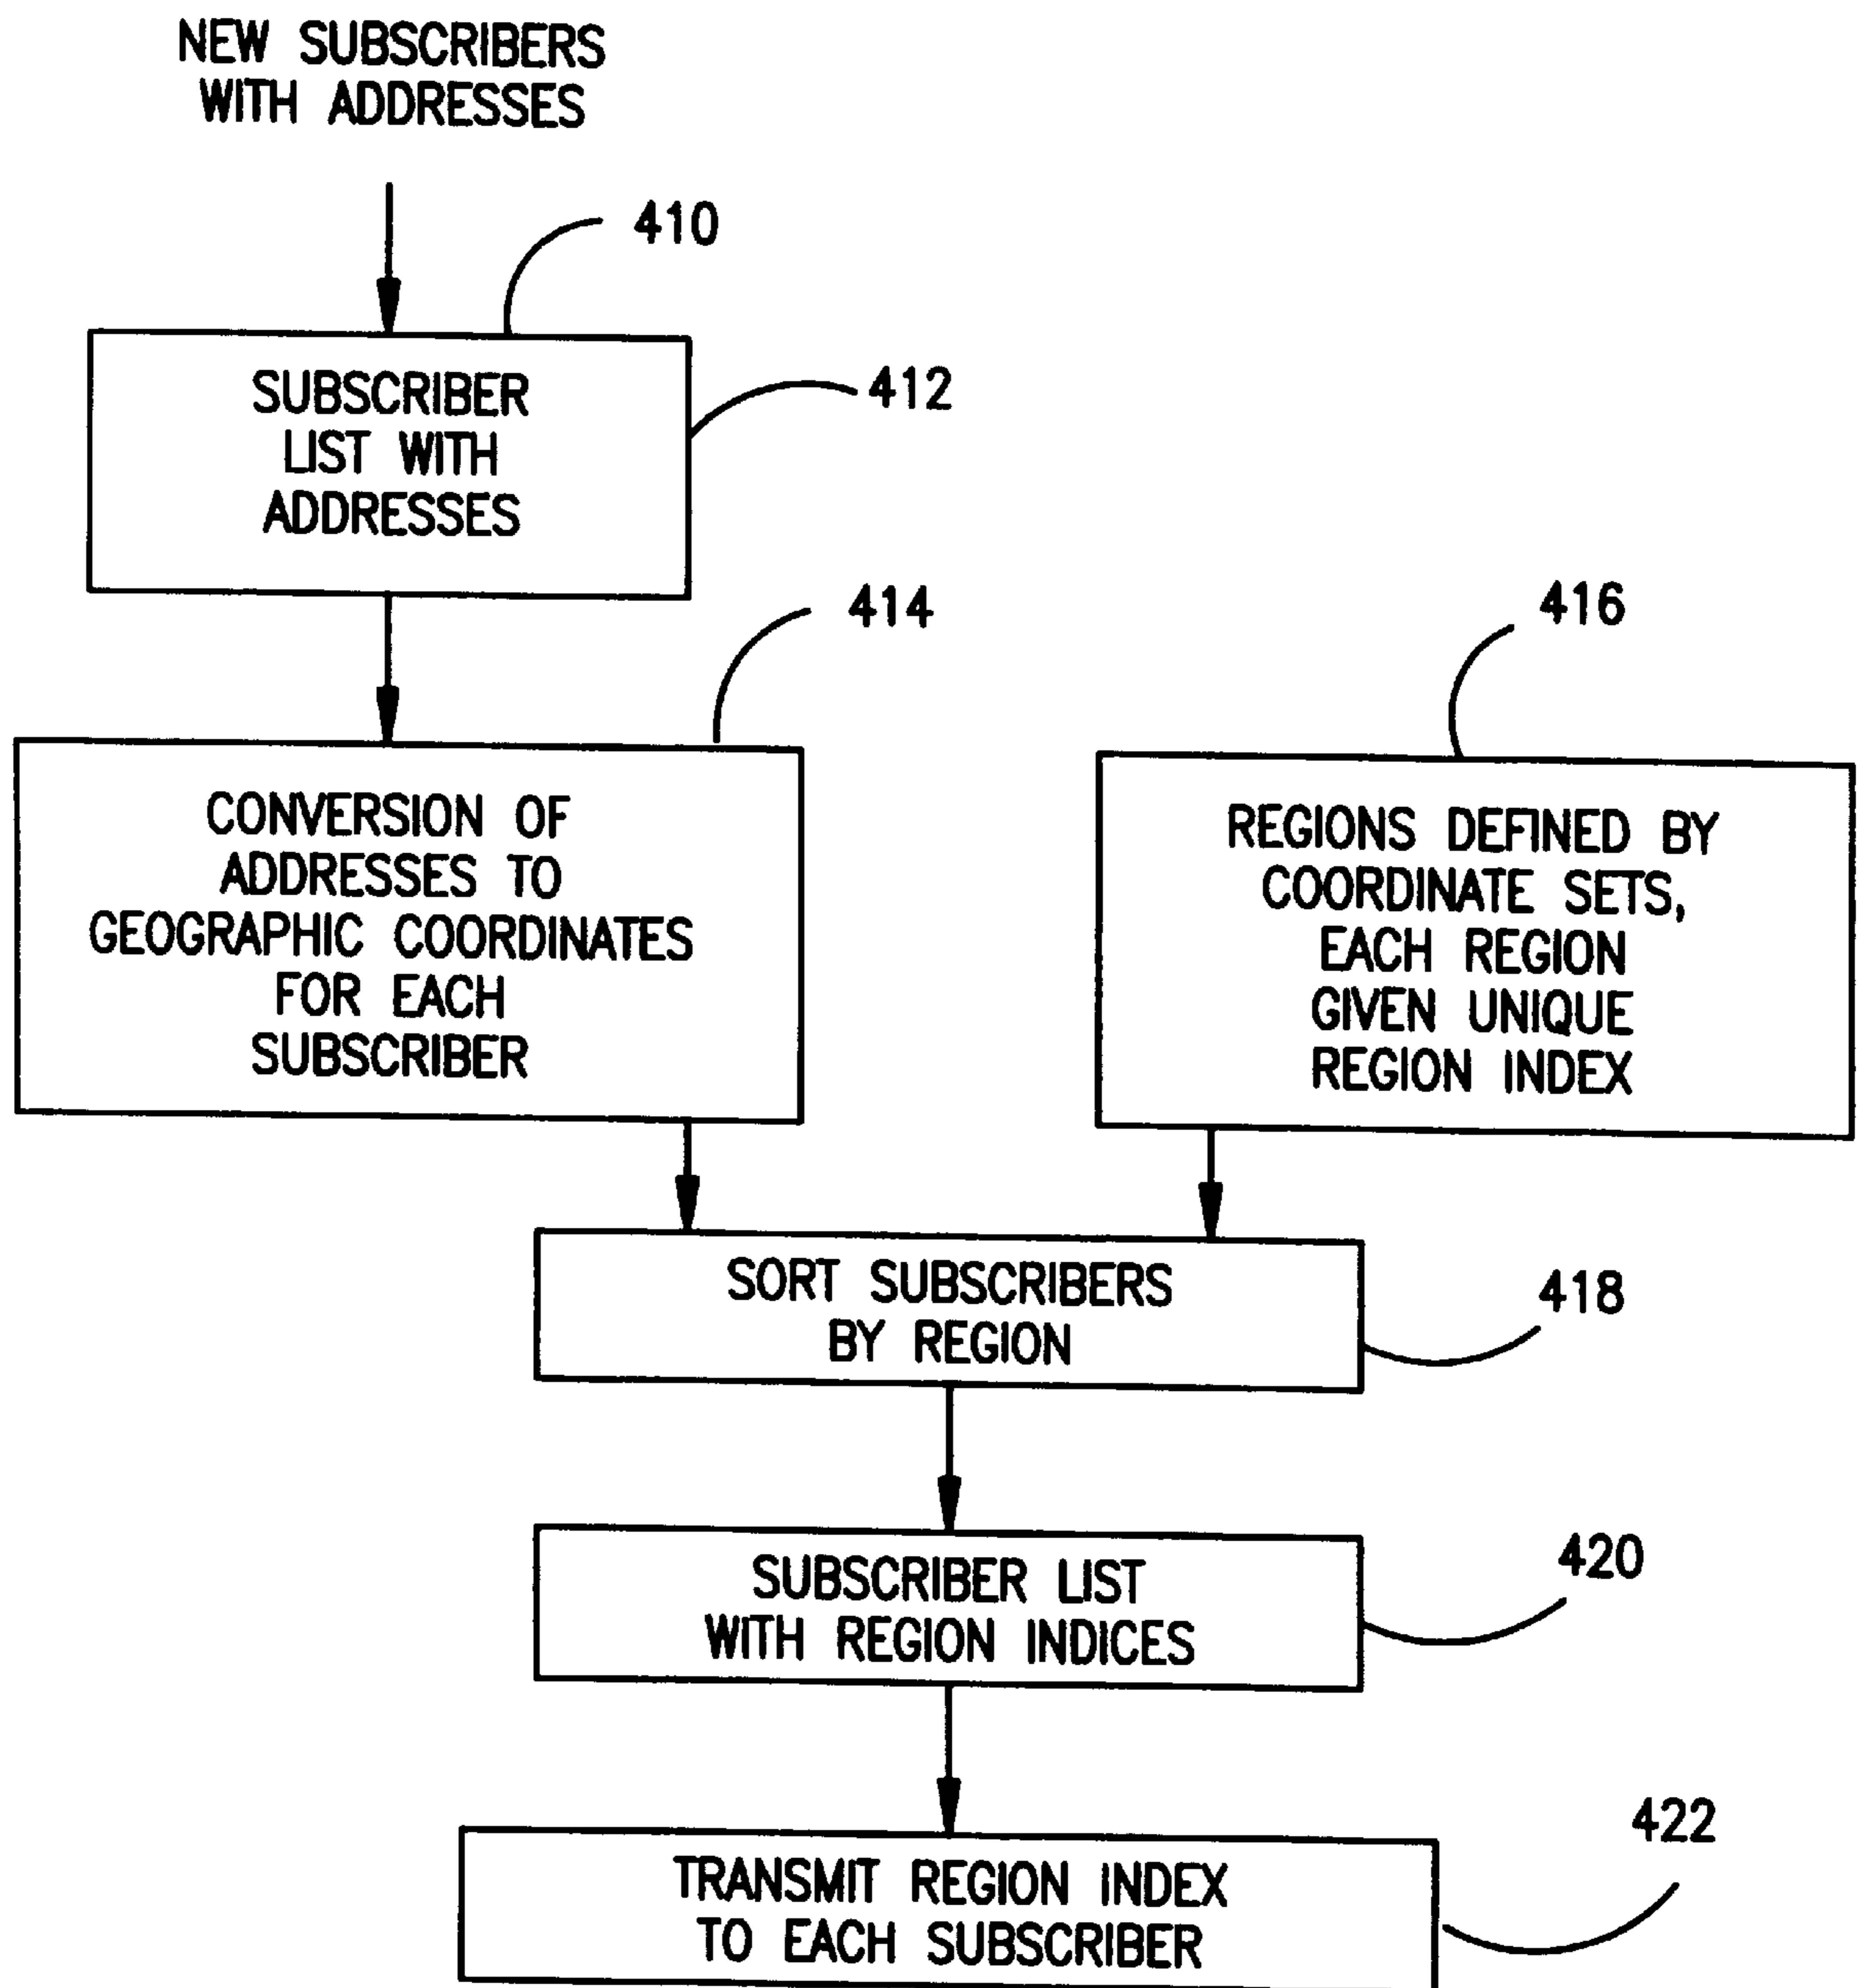 NEW SUBSCRIBERS
WITH ADDRESSES
410
SUBSCRIBER
LIST WITH
ADDRESSES
412
414
416
CONVERSION OF
ADDRESSES TO
GEOGRAPHIC COORDINATES
FOR EACH
SUBSCRIBER
REGIONS DEFINED BY
COORDINATE SETS,
EACH REGION
GIVEN UNIQUE
REGION INDEX
SORT SUBSCRIBERS
BY REGION
418
SUBSCRIBER LIST
WITH REGION INDICES
420
TRANSMIT REGION INDEX
TO EACH SUBSCRIBER
422